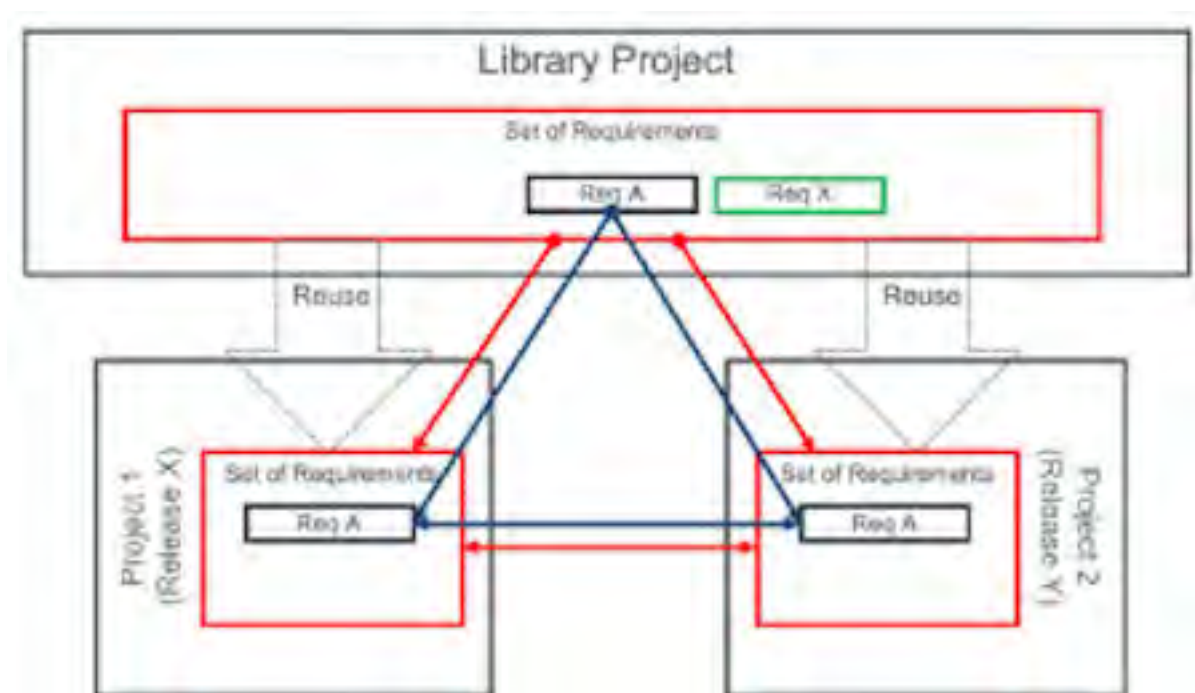 Library Project
Set of Requirements
Req A
Req X
Reuse
Reuse
Project 1
(Release X)
Set of Requirements
Req A
Set of Requirements
Req A
Project 2
(Release Y)